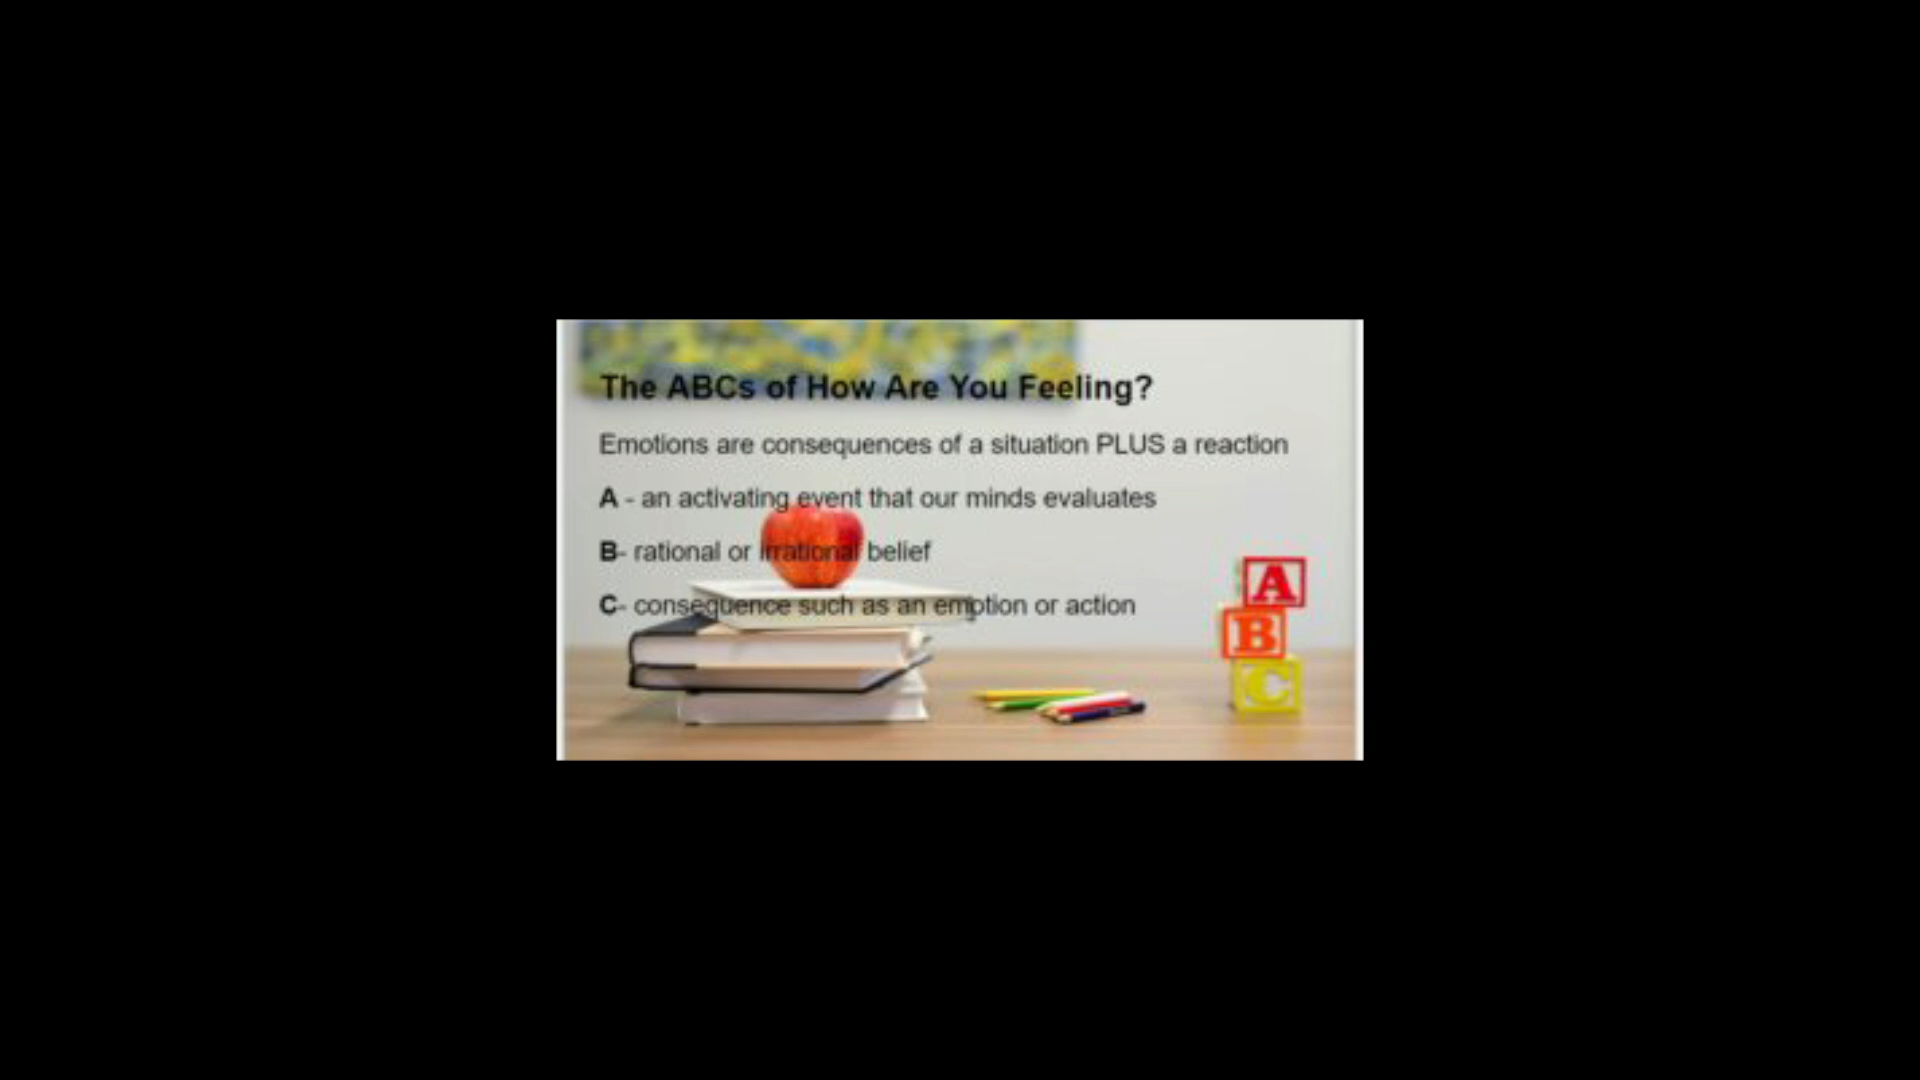 The ABCs of How Are You Feeling?
Emotions are consequences of a situation PLUS a reaction
A - an activating event that our minds evaluates
B- rational or irrational belief
C- consequence such as an emotion or action
A
B
C